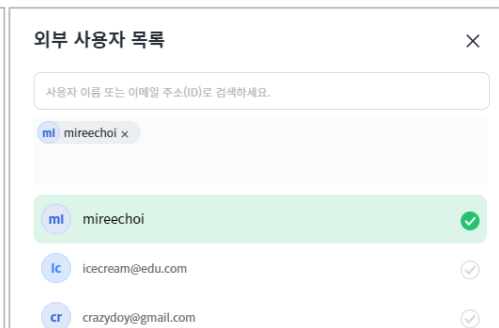 외부 사용자 목록
사용자 이름 또는 이메일 주소(ID)로 검색하세요.
mi mireechoi ×
mi mireechoi
Ic icecream@edu.com
cr crazydoy@gmail.com